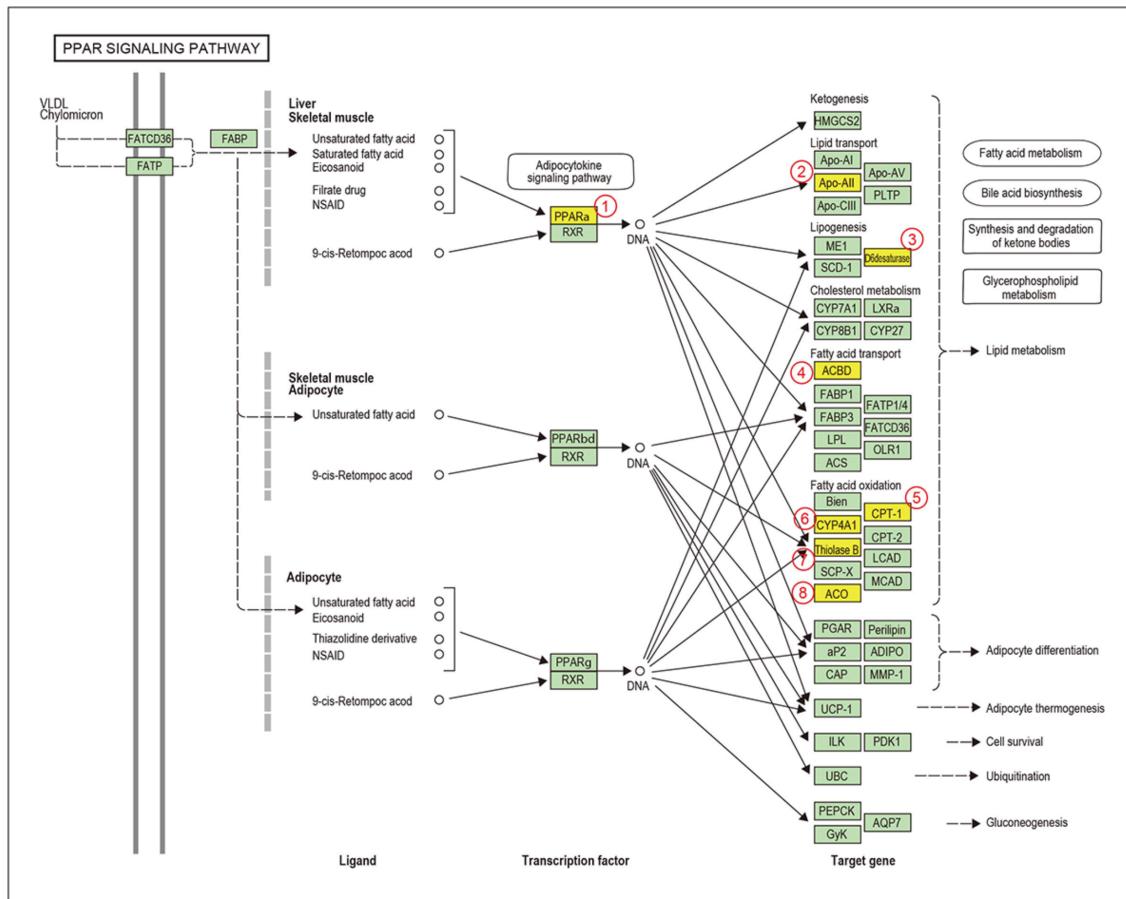 PPAR SIGNALING PATHWAY
VLDL
Chylomicron
FATCD36
FATP
FABP
Liver
Skeletal muscle
Unsaturated fatty acid
Saturated fatty acid
Eicosanoid
Filrate drug
NSAID
9-cis-Retompoc acod
Adipocytokine
signaling pathway
PPARa
1
RXR
DNA
Skeletal muscle
Adipocyte
Unsaturated fatty acid
9-cis-Retompoc acod
PPARbd
RXR
DNA
Adipocyte
Unsaturated fatty acid
Eicosanoid
Thiazolidine derivative
NSAID
9-cis-Retompoc acod
PPARg
RXR
DNA
Ketogenesis
HMGCS2
Lipid transport
Apo-AI
2
Apo-AII
Apo-AV
Apo-CIII
PLTP
Lipogenesis
ME1
3
D6desaturase
SCD-1
Cholesterol metabolism
CYP7A1
LXRa
CYP8B1
CYP27
Fatty acid transport
4
ACBD
FABP1
FATP1/4
FABP3
FATCD36
LPL
OLR1
ACS
Fatty acid oxidation
Bien
5
CPT-1
6
CYP4A1
CPT-2
Thiolase B
7
LCAD
SCP-X
MCAD
8
ACO
PGAR
Perilipin
aP2
ADIPO
CAP
MMP-1
UCP-1
ILK
PDK1
UBC
PEPCK
AQP7
GyK
Fatty acid metabolism
Bile acid biosynthesis
Synthesis and degradation
of ketone bodies
Glycerophospholipid
metabolism
Lipid metabolism
Adipocyte differentiation
Adipocyte thermogenesis
Cell survival
Ubiquitination
Gluconeogenesis
Ligand
Transcription factor
Target gene